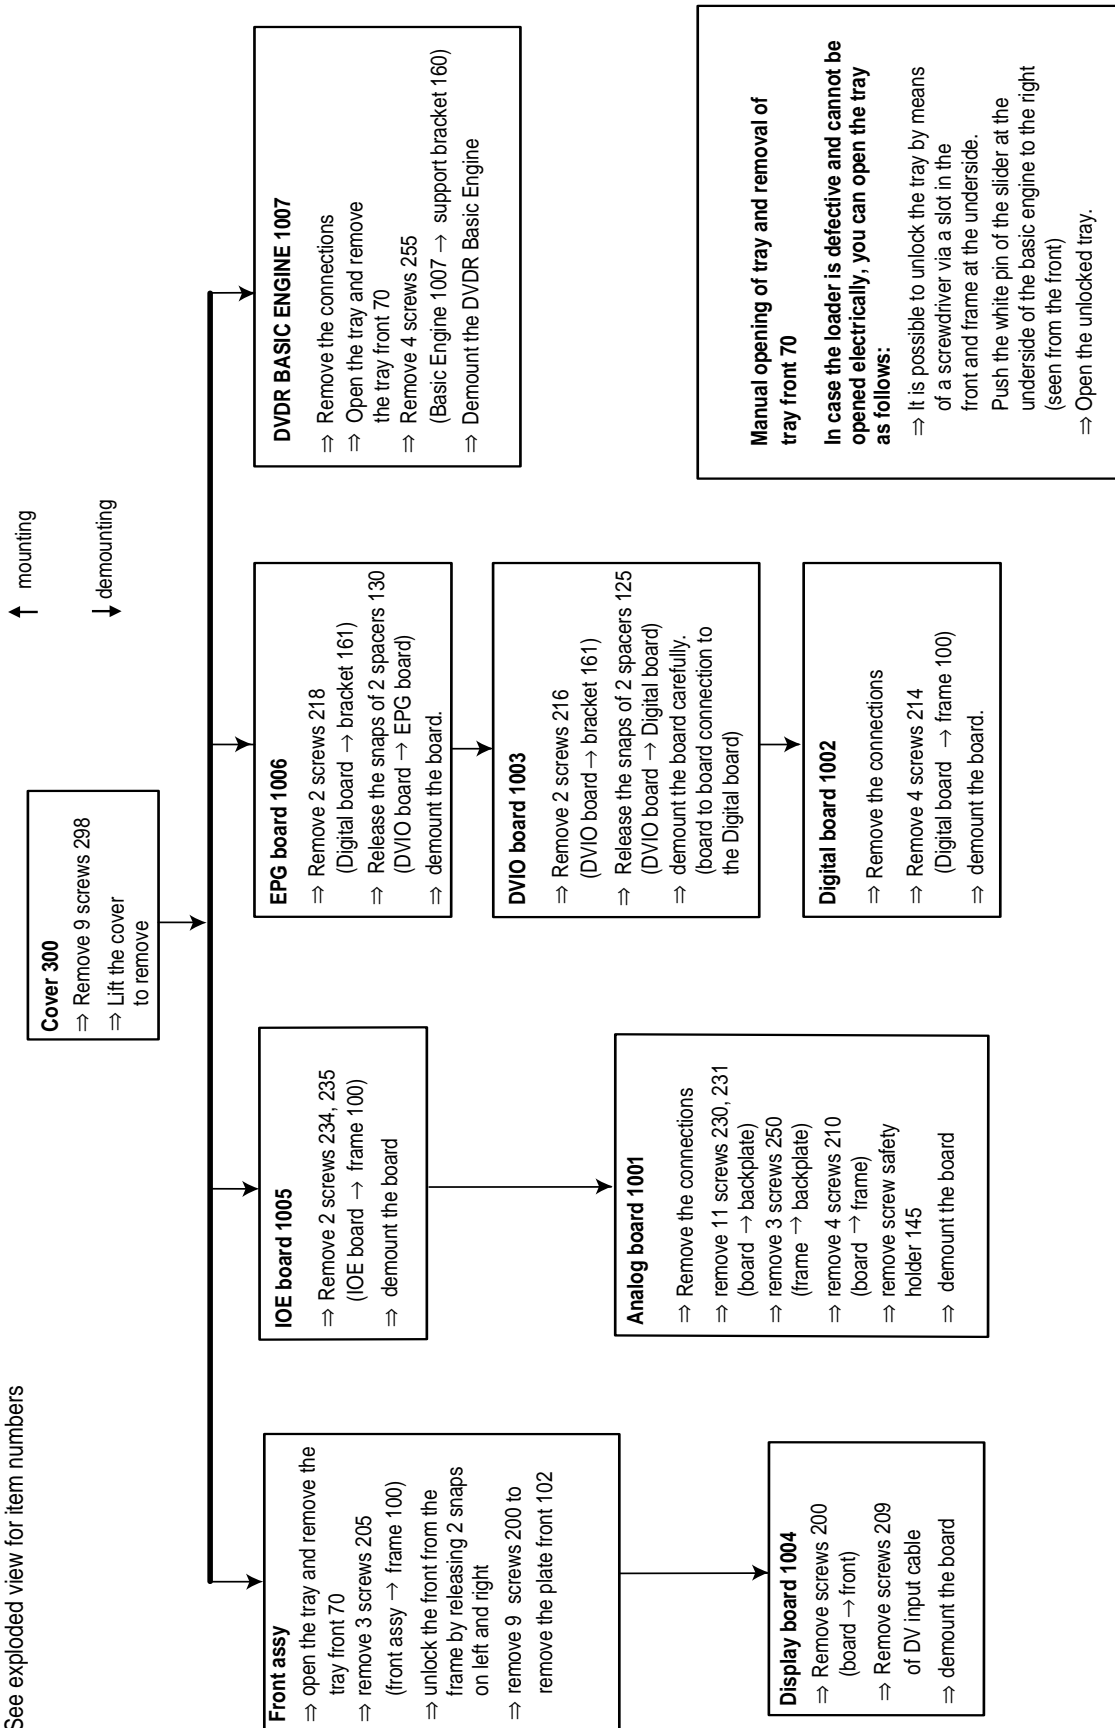 See exploded view for item numbers
↑ mounting
↓ demounting
Cover 300
⇒ Remove 9 screws 298
⇒ Lift the cover
to remove
Front assy
⇒ open the tray and remove the
tray front 70
⇒ remove 3 screws 205
(front assy → frame 100)
⇒ unlock the front from the
frame by releasing 2 snaps
on left and right
⇒ remove 9 screws 200 to
remove the plate front 102
Display board 1004
⇒ Remove screws 200
(board → front)
⇒ Remove screws 209
of DV input cable
⇒ demount the board
IOE board 1005
⇒ Remove 2 screws 234, 235
(IOE board → frame 100)
⇒ demount the board
Analog board 1001
⇒ Remove the connections
⇒ remove 11 screws 230, 231
(board → backplate)
⇒ remove 3 screws 250
(frame → backplate)
⇒ remove 4 screws 210
(board → frame)
⇒ remove screw safety
holder 145
⇒ demount the board
EPG board 1006
⇒ Remove 2 screws 218
(Digital board → bracket 161)
⇒ Release the snaps of 2 spacers 130
(DVIO board → EPG board)
⇒ demount the board.
DVIO board 1003
⇒ Remove 2 screws 216
(DVIO board → bracket 161)
⇒ Release the snaps of 2 spacers 125
(DVIO board → Digital board)
⇒ demount the board carefully.
(board to board connection to
the Digital board)
Digital board 1002
⇒ Remove the connections
⇒ Remove 4 screws 214
(Digital board → frame 100)
⇒ demount the board.
DVDR BASIC ENGINE 1007
⇒ Remove the connections
⇒ Open the tray and remove
the tray front 70
⇒ Remove 4 screws 255
(Basic Engine 1007 → support bracket 160)
⇒ Demount the DVDR Basic Engine
Manual opening of tray and removal of
tray front 70
In case the loader is defective and cannot be
opened electrically, you can open the tray
as follows:
⇒ It is possible to unlock the tray by means
of a screwdriver via a slot in the
front and frame at the underside.
Push the white pin of the slider at the
underside of the basic engine to the right
(seen from the front)
⇒ Open the unlocked tray.